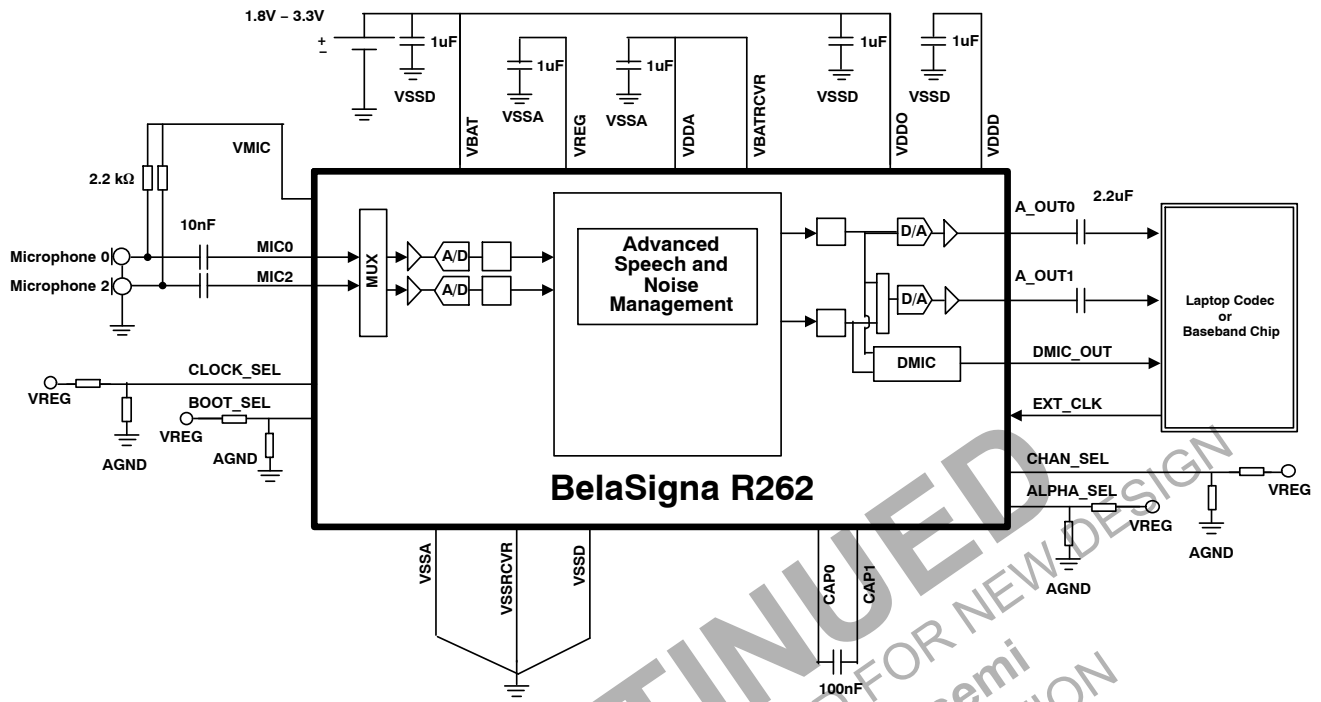 1.8V – 3.3V
+
–
1uF
VSSD
1uF
VSSA
1uF
VSSA
1uF
VSSD
1uF
VSSD
VBAT
VREG
VDDA
VBATRCVR
VDDO
VDDD
VMIC
2.2 kΩ
10nF
Microphone 0
MIC0
Microphone 2
MIC2
MUX
A/D
A/D
Advanced
Speech and
Noise
Management
D/A
D/A
DMIC
A_OUT0
2.2uF
A_OUT1
DMIC_OUT
EXT_CLK
Laptop Codec
or
Baseband Chip
CLOCK_SEL
VREG
AGND
BOOT_SEL
VREG
AGND
BelaSigna R262
CHAN_SEL
VREG
AGND
ALPHA_SEL
VREG
AGND
VSSA
VSSRCVR
VSSD
CAP0
CAP1
100nF
TINUED
D FOR NEW DESIGN
semi
TION